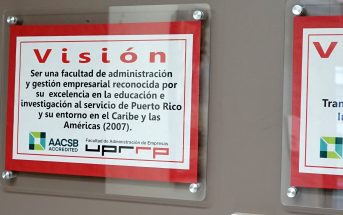 Visión
Ser una facultad de administración
y gestión empresarial reconocida por
su excelencia en la educación e
investigación al servicio de Puerto Rico
y su entorno en el Caribe y las
Américas (2007).
AACSB
ACCREDITED
Facultad de Administración de Empresas
uprrp
V
Tran